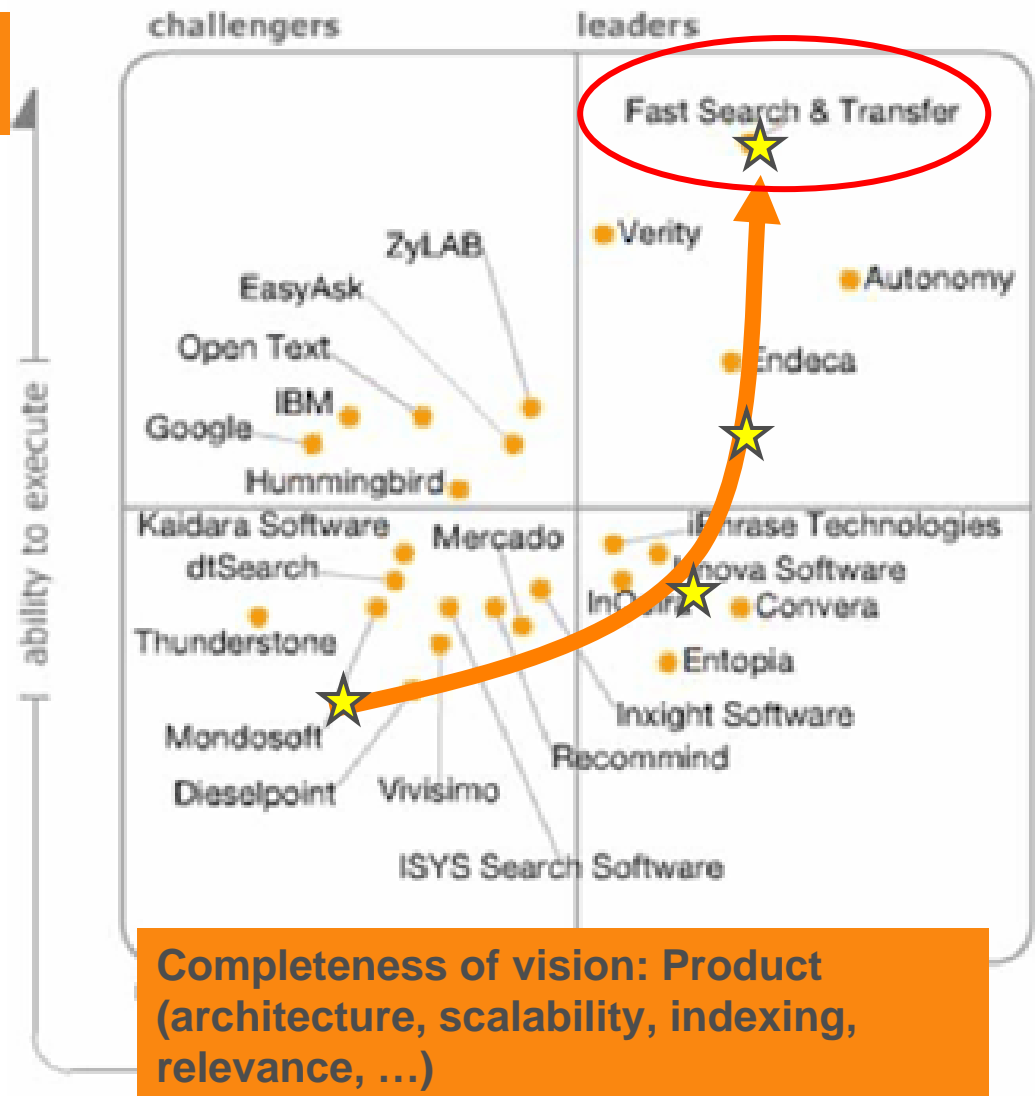 challengers
leaders
Fast Search & Transfer
Verity
ZyLAB
Autonomy
EasyAsk
Open Text
Endeca
IBM
Google
Hummingbird
ability to execute
Kaidara Software
Mercado
iPhrase Technologies
dtSearch
Software
Convera
Thunderstone
Entopia
Inxight Software
Mondosoft
Recommind
Dieselpoint
Vivisimo
ISYS Search Software
Completeness of vision: Product
(architecture, scalability, indexing,
relevance, …)